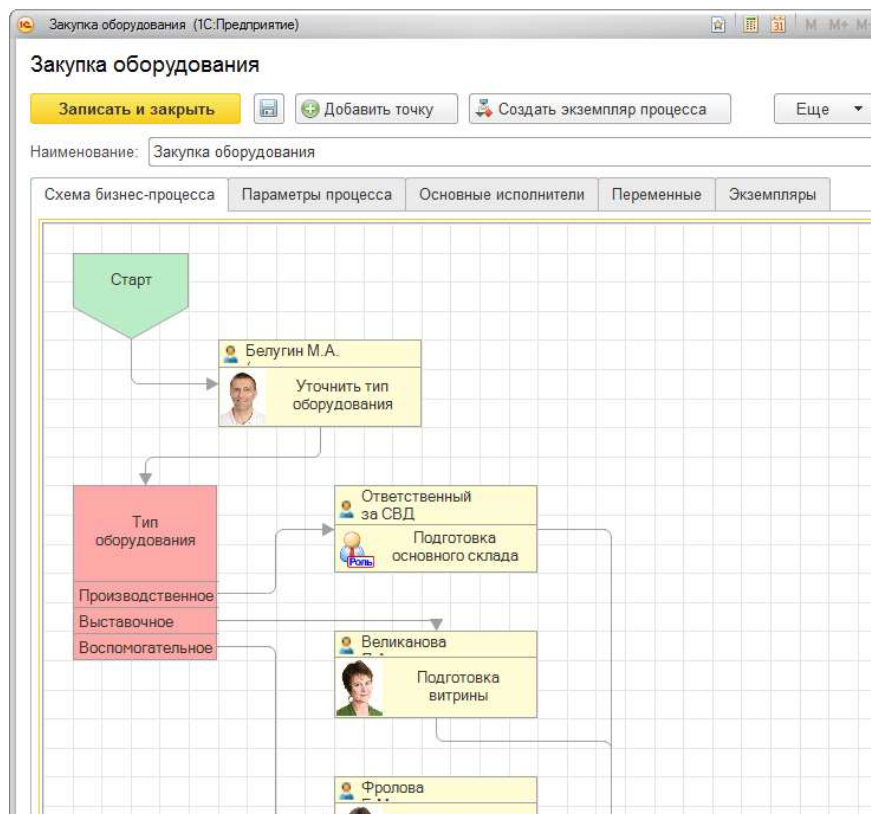 Закупка оборудования (1С:Предприятие)
31 M M+ M-
Закупка оборудования
Записать и закрыть
Добавить точку
Создать экземпляр процесса
Еще
Наименование: Закупка оборудования
Схема бизнес-процесса
Параметры процесса
Основные исполнители
Переменные
Экземпляры
Старт
Белугин М.А.
Уточнить тип
оборудования
Тип
оборудования
Производственное
Выставочное
Воспомогательное
Ответственный
за СВД
Роль
Подготовка
основного склада
Великанова
Подготовка
витрины
Фролова